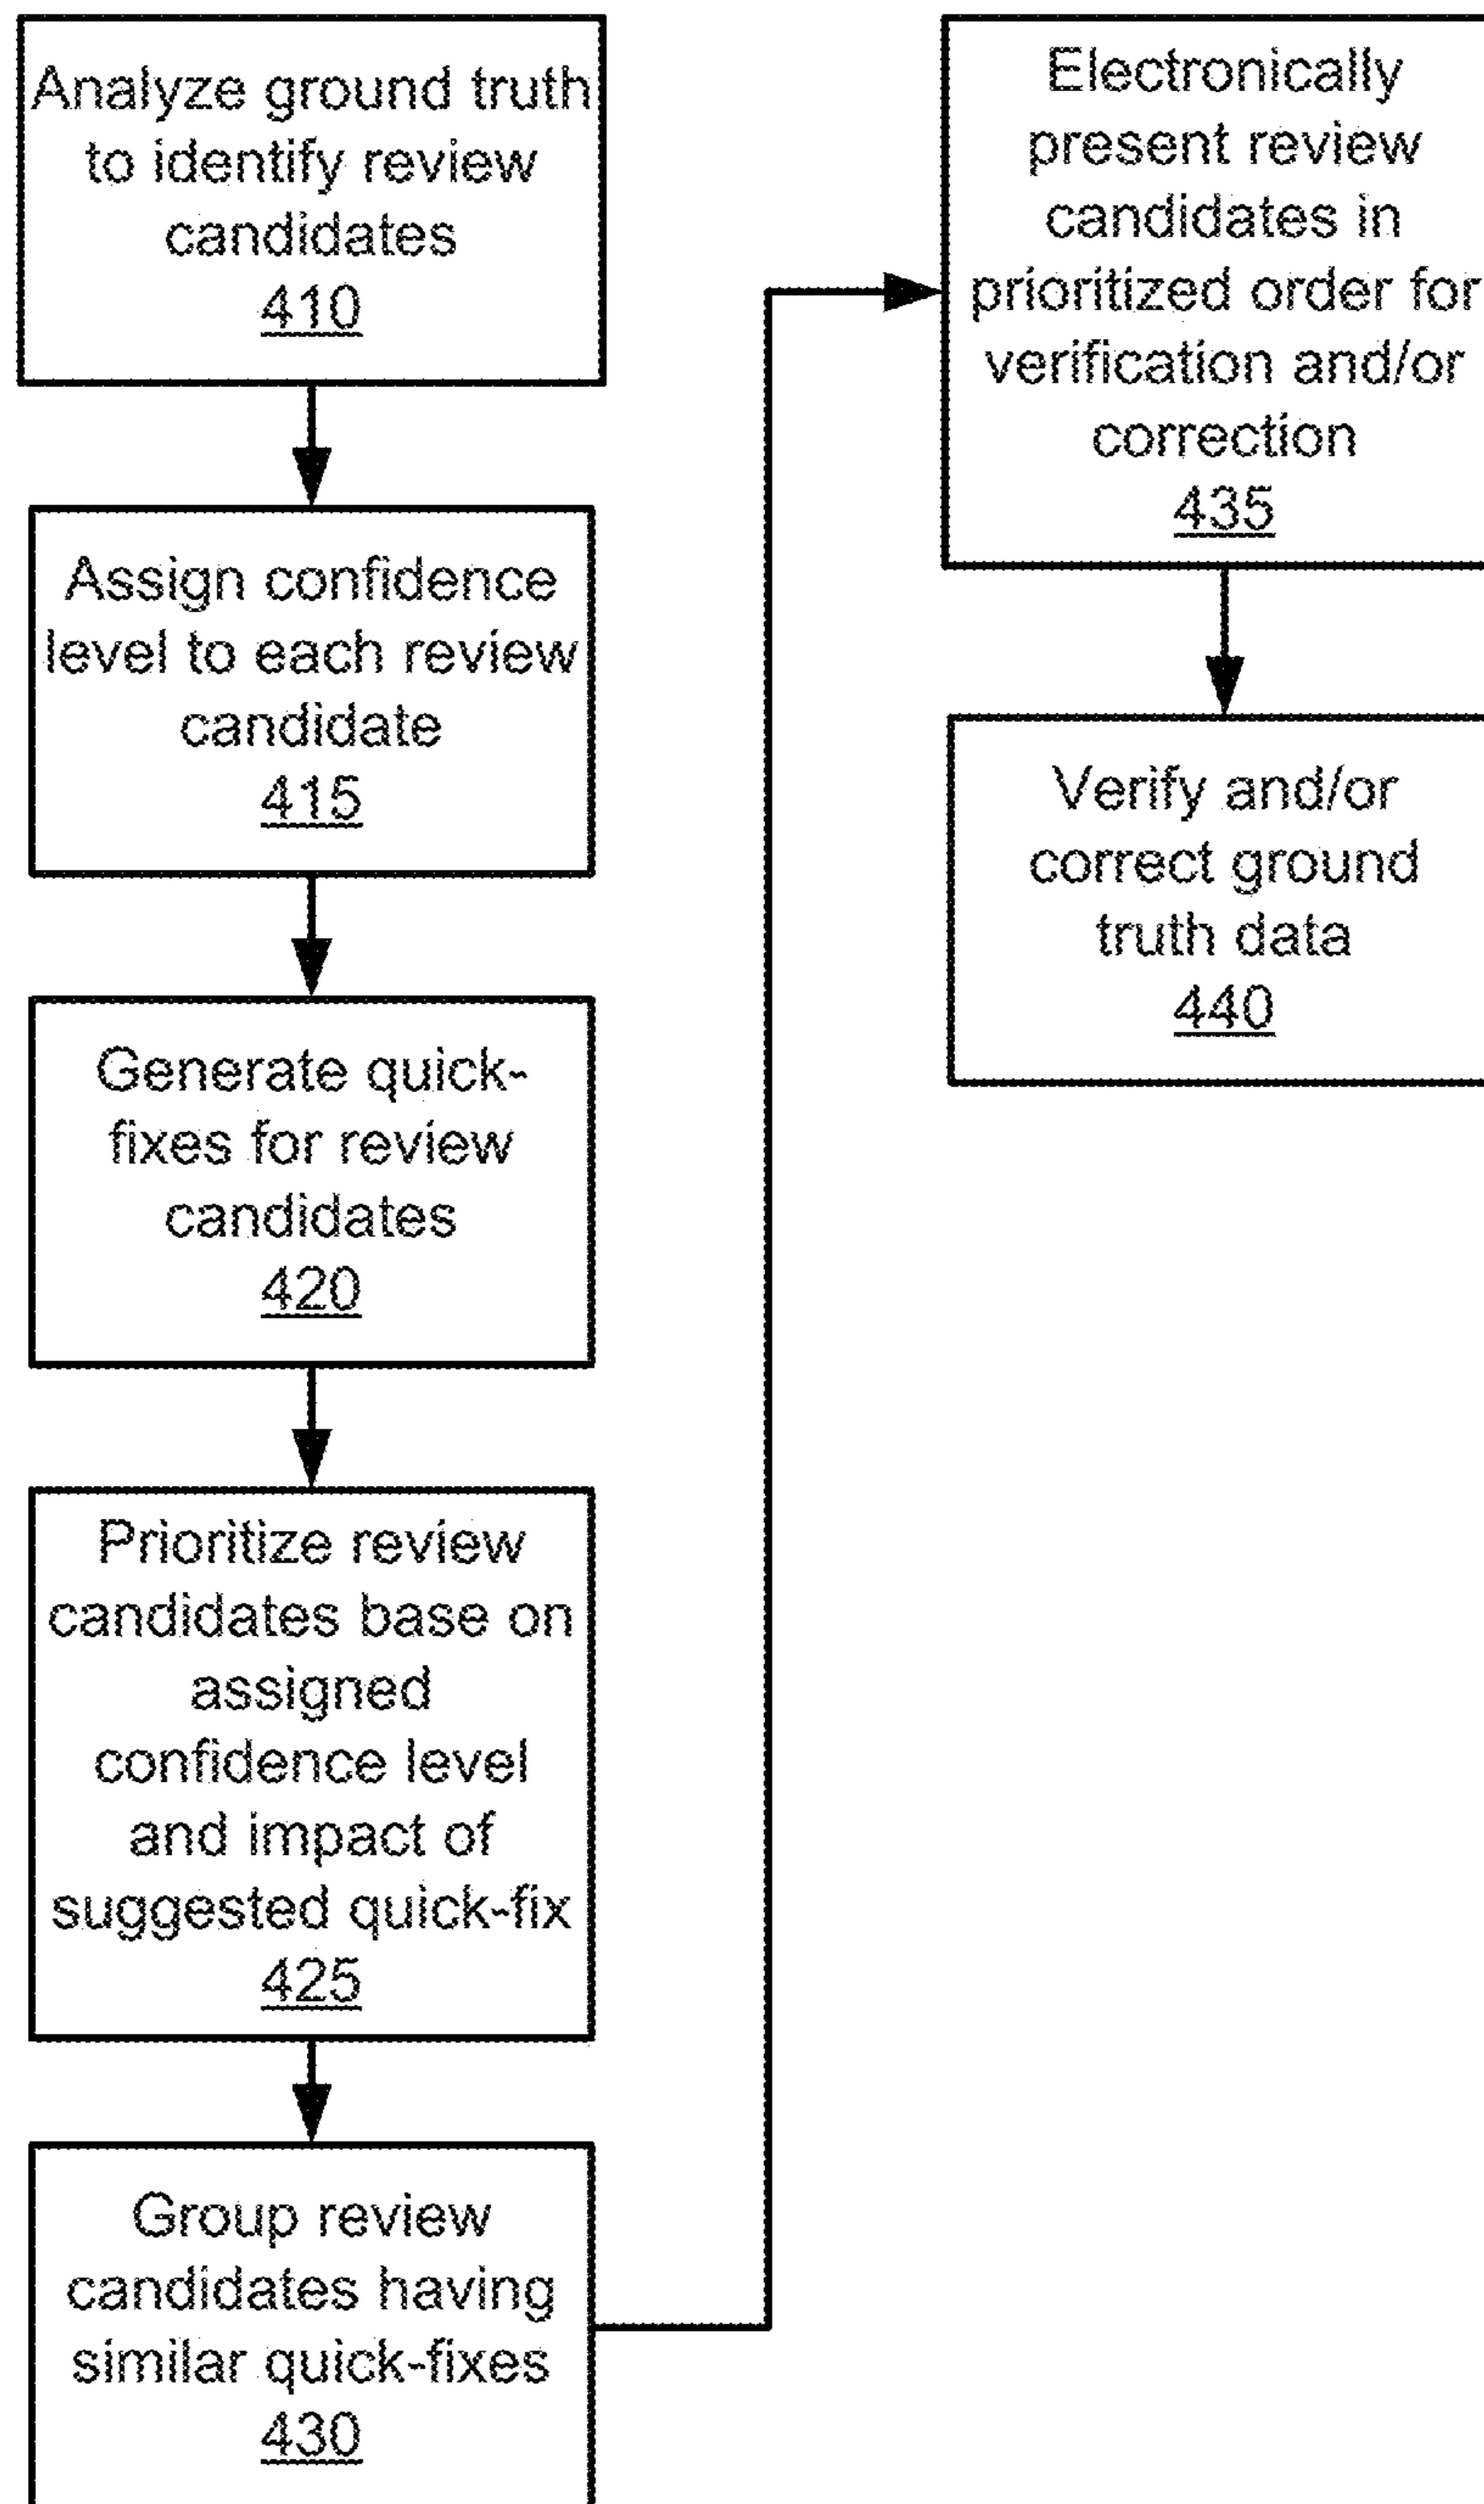 Analyze ground truth
to identify review
candidates
410
Assign confidence
level to each review
candidate
415
Generate quick-
fixes for review
candidates
420
Prioritize review
candidates base on
assigned
confidence level
and impact of
suggested quick-fix
425
Group review
candidates having
similar quick-fixes
430
Electronically
present review
candidates in
prioritized order for
verification and/or
correction
435
Verify and/or
correct ground
truth data
440